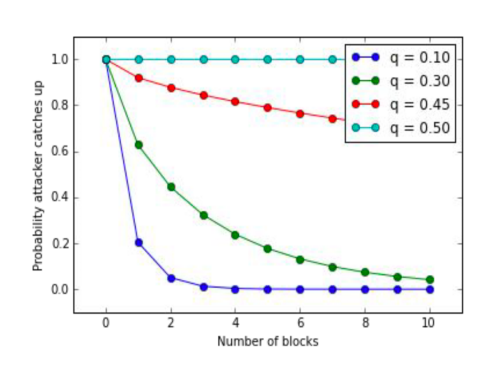 1.0
0.8
0.6
0.4
0.2
0.0
Probability attacker catches up
0 2 4 6 8 10
Number of blocks
q = 0.10
q = 0.30
q = 0.45
q = 0.50